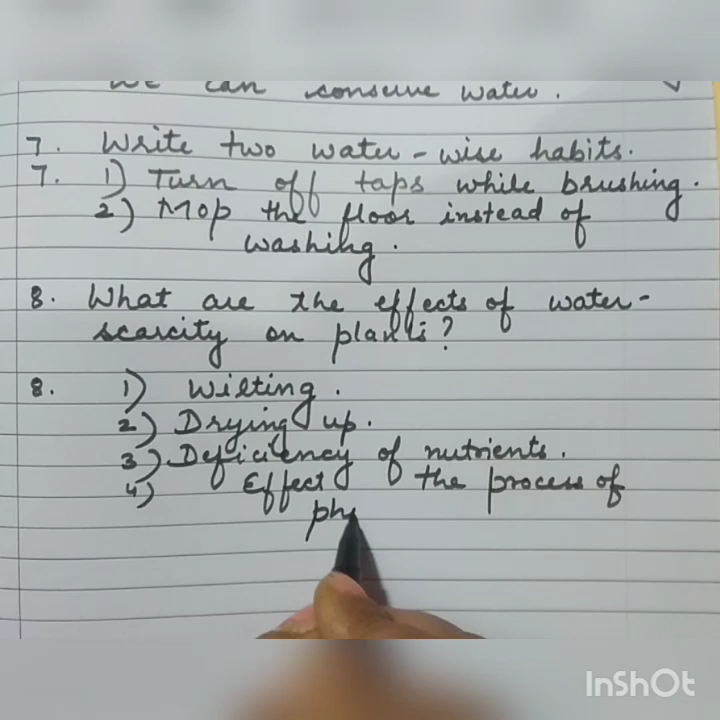 we can conserve water.
7. Write two water-wise habits.
7. 1) Turn off taps while brushing.
2) Mop the floor instead of
washing.
8. What are the effects of water-
scarcity on plants?
8. 1) Wilting.
2) Drying up.
3) Deficiency of nutrients.
4) Effect the process of
ph
InShOt